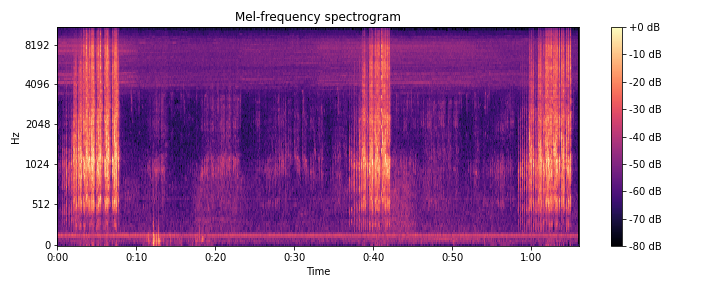 Mel-frequency spectrogram
8192
4096
2048
1024
512
0
Hz
0:00 0:10 0:20 0:30 0:40 0:50 1:00
Time
+0 dB
-10 dB
-20 dB
-30 dB
-40 dB
-50 dB
-60 dB
-70 dB
-80 dB